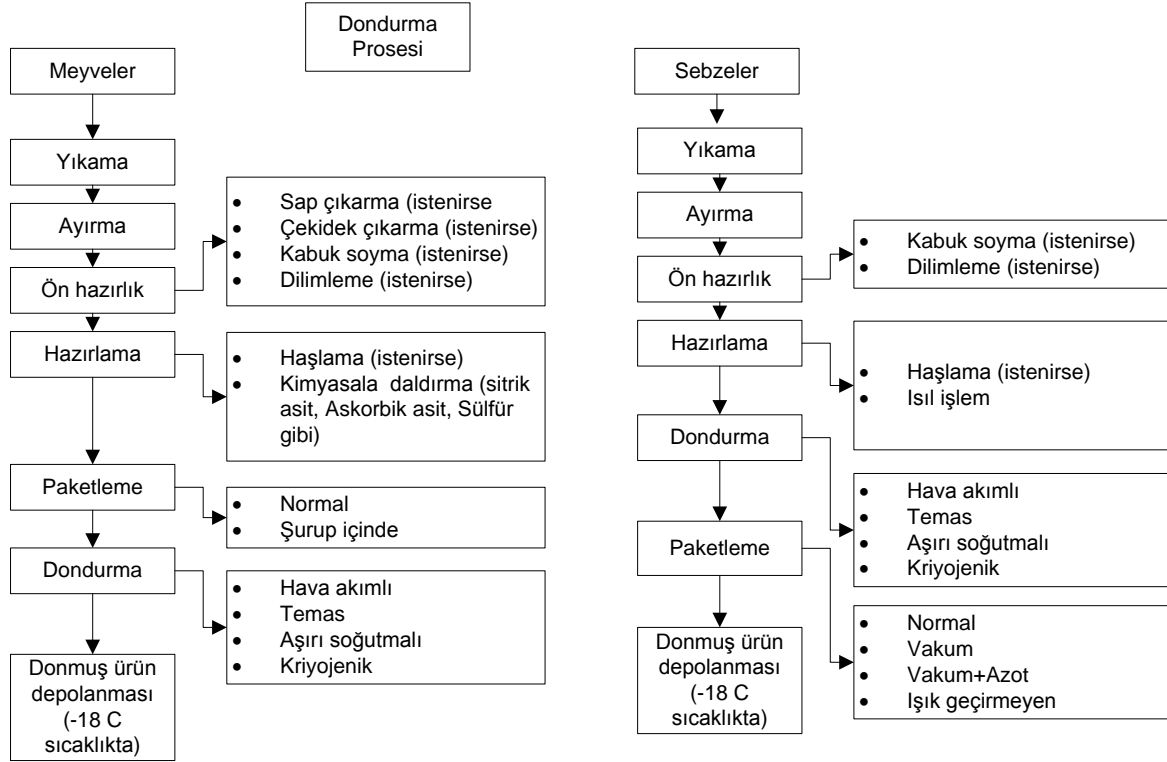 Dondurma
Prosesi
Meyveler
Yıkama
Ayırma
Ön hazırlık
Hazırlama
Paketleme
Dondurma
Donmuş ürün
depolanması
(-18 C
sıcaklıkta)
• Sap çıkarma (istenirse
• Çekidek çıkarma (istenirse)
• Kabuk soyma (istenirse)
• Dilimleme (istenirse)
• Haşlama (istenirse)
• Kimyasala daldırma (sitrik
asit, Askorbik asit, Sülfür
gibi)
• Normal
• Şurup içinde
• Hava akımlı
• Temas
• Aşırı soğutmalı
• Kriyojenik
Sebzeler
Yıkama
Ayırma
Ön hazırlık
Hazırlama
Dondurma
Paketleme
Donmuş ürün
depolanması
(-18 C
sıcaklıkta)
• Kabuk soyma (istenirse)
• Dilimleme (istenirse)
• Haşlama (istenirse)
• Isıl işlem
• Hava akımlı
• Temas
• Aşırı soğutmalı
• Kriyojenik
• Normal
• Vakum
• Vakum+Azot
• Işık geçirmeyen